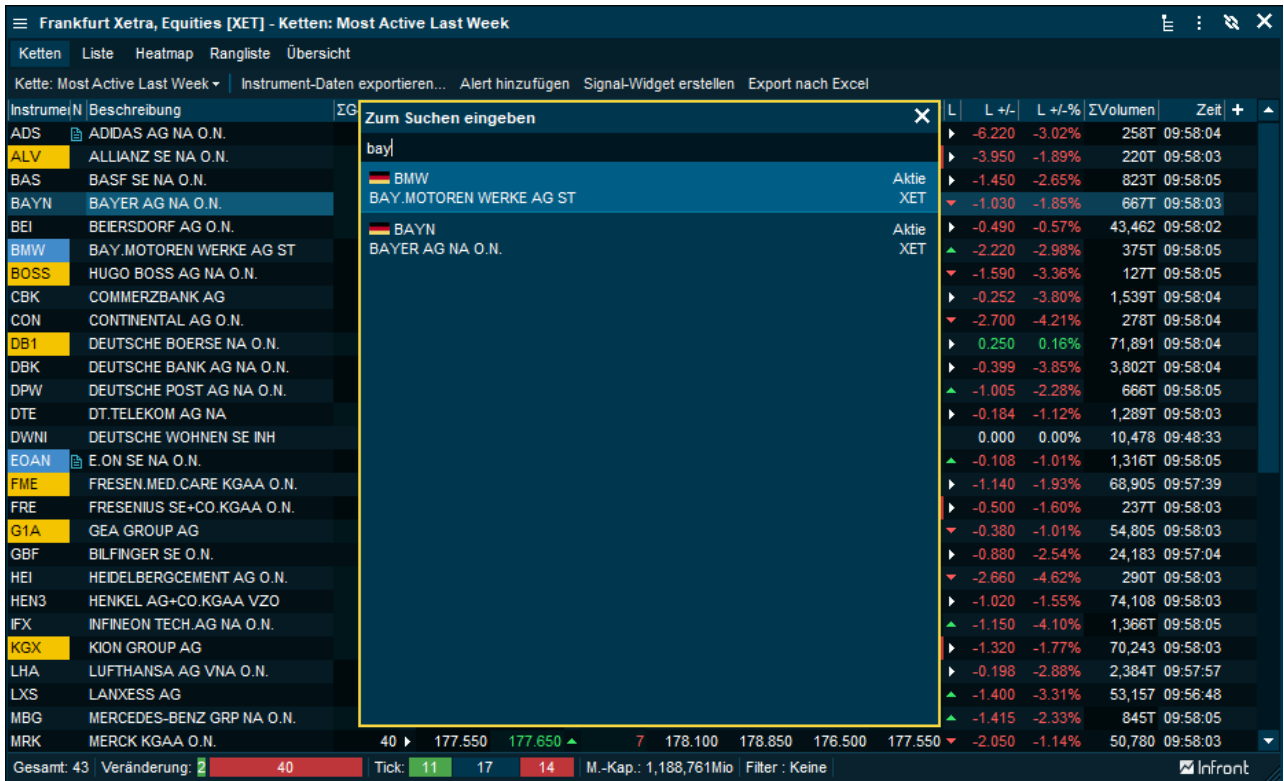 Frankfurt Xetra, Equities [XET] - Ketten: Most Active Last Week
Ketten Liste Heatmap Rangliste Übersicht
Kette: Most Active Last Week Instrument-Daten exportieren... Alert hinzufügen Signal-Widget erstellen Export nach Excel
Instrumei N Beschreibung ΣG L L +/- L +/-% ΣVolumen Zeit +
Zum Suchen eingeben
bay
BMW Aktie
BAY.MOTOREN WERKE AG ST XET
BAYN Aktie
BAYER AG NA O.N. XET
ADS ADIDAS AG NA O.N. -6.220 -3.02% 258T 09:58:04
ALV ALLIANZ SE NA O.N. -3.950 -1.89% 220T 09:58:03
BAS BASF SE NA O.N. -1.450 -2.65% 823T 09:58:05
BAYN BAYER AG NA O.N. -1.030 -1.85% 667T 09:58:03
BEI BEIERSDORF AG O.N. -0.490 -0.57% 43,462 09:58:02
BMW BAY.MOTOREN WERKE AG ST -2.220 -2.98% 375T 09:58:05
BOSS HUGO BOSS AG NA O.N. -1.590 -3.36% 127T 09:58:05
CBK COMMERZBANK AG -0.252 -3.80% 1,539T 09:58:04
CON CONTINENTAL AG O.N. -2.700 -4.21% 278T 09:58:04
DB1 DEUTSCHE BOERSE NA O.N. 0.250 0.16% 71,891 09:58:04
DBK DEUTSCHE BANK AG NA O.N. -0.399 -3.85% 3,802T 09:58:04
DPW DEUTSCHE POST AG NA O.N. -1.005 -2.28% 666T 09:58:05
DTE DT.TELEKOM AG NA -0.184 -1.12% 1,289T 09:58:03
DWNI DEUTSCHE WOHNEN SE INH 0.000 0.00% 10,478 09:48:33
EOAN E.ON SE NA O.N. -0.108 -1.01% 1,316T 09:58:05
FME FRESEN.MED.CARE KGAA O.N. -1.140 -1.93% 68,905 09:57:39
FRE FRESENIUS SE+CO.KGAA O.N. -0.500 -1.60% 237T 09:58:03
G1A GEA GROUP AG -0.380 -1.01% 54,805 09:58:03
GBF BILFINGER SE O.N. -0.880 -2.54% 24,183 09:57:04
HEI HEIDELBERGCEMENT AG O.N. -2.660 -4.62% 290T 09:58:03
HEN3 HENKEL AG+CO.KGAA VZO -1.020 -1.55% 74,108 09:58:03
IFX INFINEON TECH.AG NA O.N. -1.150 -4.10% 1,366T 09:58:05
KGX KION GROUP AG -1.320 -1.77% 70,243 09:58:03
LHA LUFTHANSA AG VNA O.N. -0.198 -2.88% 2,384T 09:57:57
LXS LANXESS AG -1.400 -3.31% 53,157 09:56:48
MBG MERCEDES-BENZ GRP NA O.N. -1.415 -2.33% 845T 09:58:05
MRK MERCK KGAA O.N. 40 177.550 177.650 7 178.100 178.850 176.500 177.550 -2.050 -1.14% 50,780 09:58:03
Gesamt: 43 Veränderung: 2 40 Tick: 11 17 14 M.-Kap.: 1,188,761Mio Filter : Keine Infront